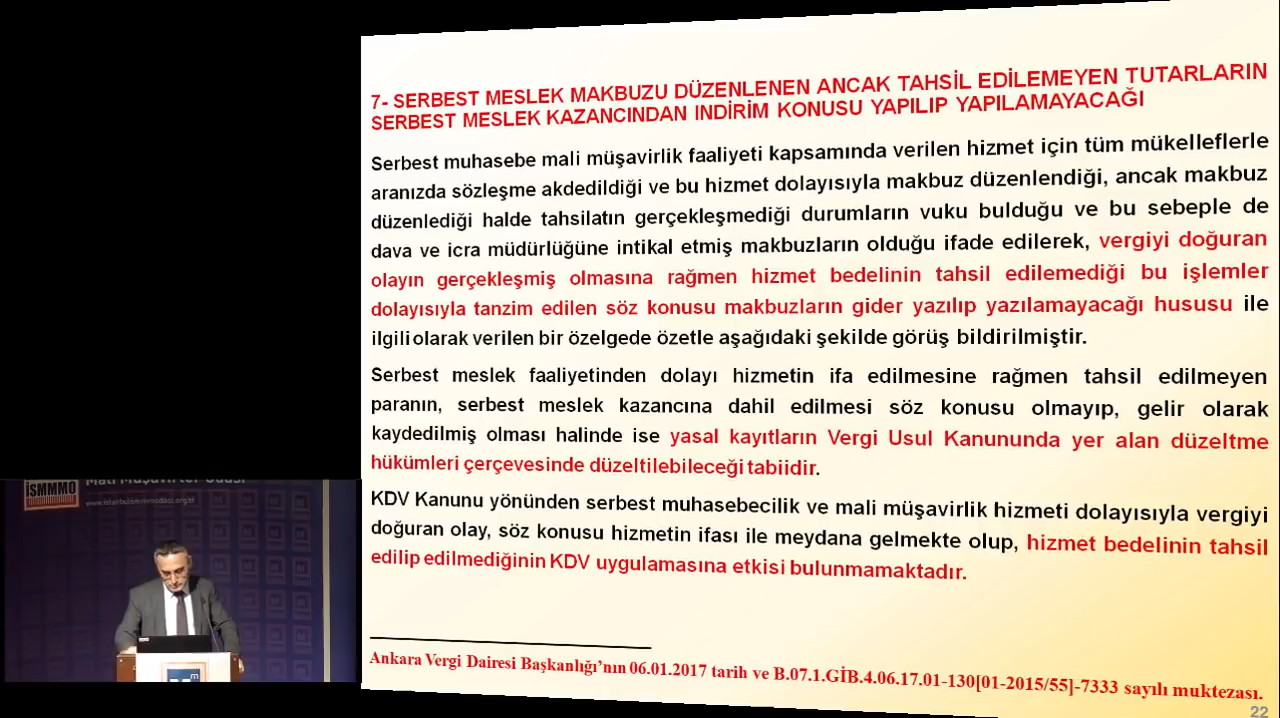 7- SERBEST MESLEK MAKBUZU DÜZENLENEN ANCAK TAHSİL EDİLEMEYEN TUTARLARIN
SERBEST MESLEK KAZANCINDAN INDİRİM KONUSU YAPILIP YAPILAMAYACAĞI
Serbest muhasebe mali müşavirlik faaliyeti kapsamında verilen hizmet için tüm mükelleflerle
aranızda sözleşme akdedildiği ve bu hizmet dolayısıyla makbuz düzenlendiği, ancak makbuz
düzenlediği halde tahsilatın gerçekleşmediği durumların vuku bulduğu ve bu sebeple de
dava ve icra müdürlüğüne intikal etmiş makbuzların olduğu ifade edilerek, vergiyi doğuran
olayın gerçekleşmiş olmasına rağmen hizmet bedelinin tahsil edilemediği bu işlemler
dolayısıyla tanzim edilen söz konusu makbuzların gider yazılıp yazılamayacağı hususu ile
ilgili olarak verilen bir özelgede özetle aşağıdaki şekilde görüş bildirilmiştir.
Serbest meslek faaliyetinden dolayı hizmetin ifa edilmesine rağmen tahsil edilmeyen
paranın, serbest meslek kazancına dahil edilmesi söz konusu olmayıp, gelir olarak
kaydedilmiş olması halinde ise yasal kayıtların Vergi Usul Kanununda yer alan düzeltme
hükümleri çerçevesinde düzeltilebileceği tabiidir.
KDV Kanunu yönünden serbest muhasebecilik ve mali müşavirlik hizmeti dolayısıyla vergiyi
doğuran olay, söz konusu hizmetin ifası ile meydana gelmekte olup, hizmet bedelinin tahsil
edilip edilmediğinin KDV uygulamasına etkisi bulunmamaktadır.
Ankara Vergi Dairesi Başkanlığı'nın 06.01.2017 tarih ve B.07.1.GİB.4.06.17.01-130[01-2015/55]-7333 sayılı muktezası.
22
İSMMMO
Mali Müşavirler Odası
www.istanbulsmmmodasi.org.tr